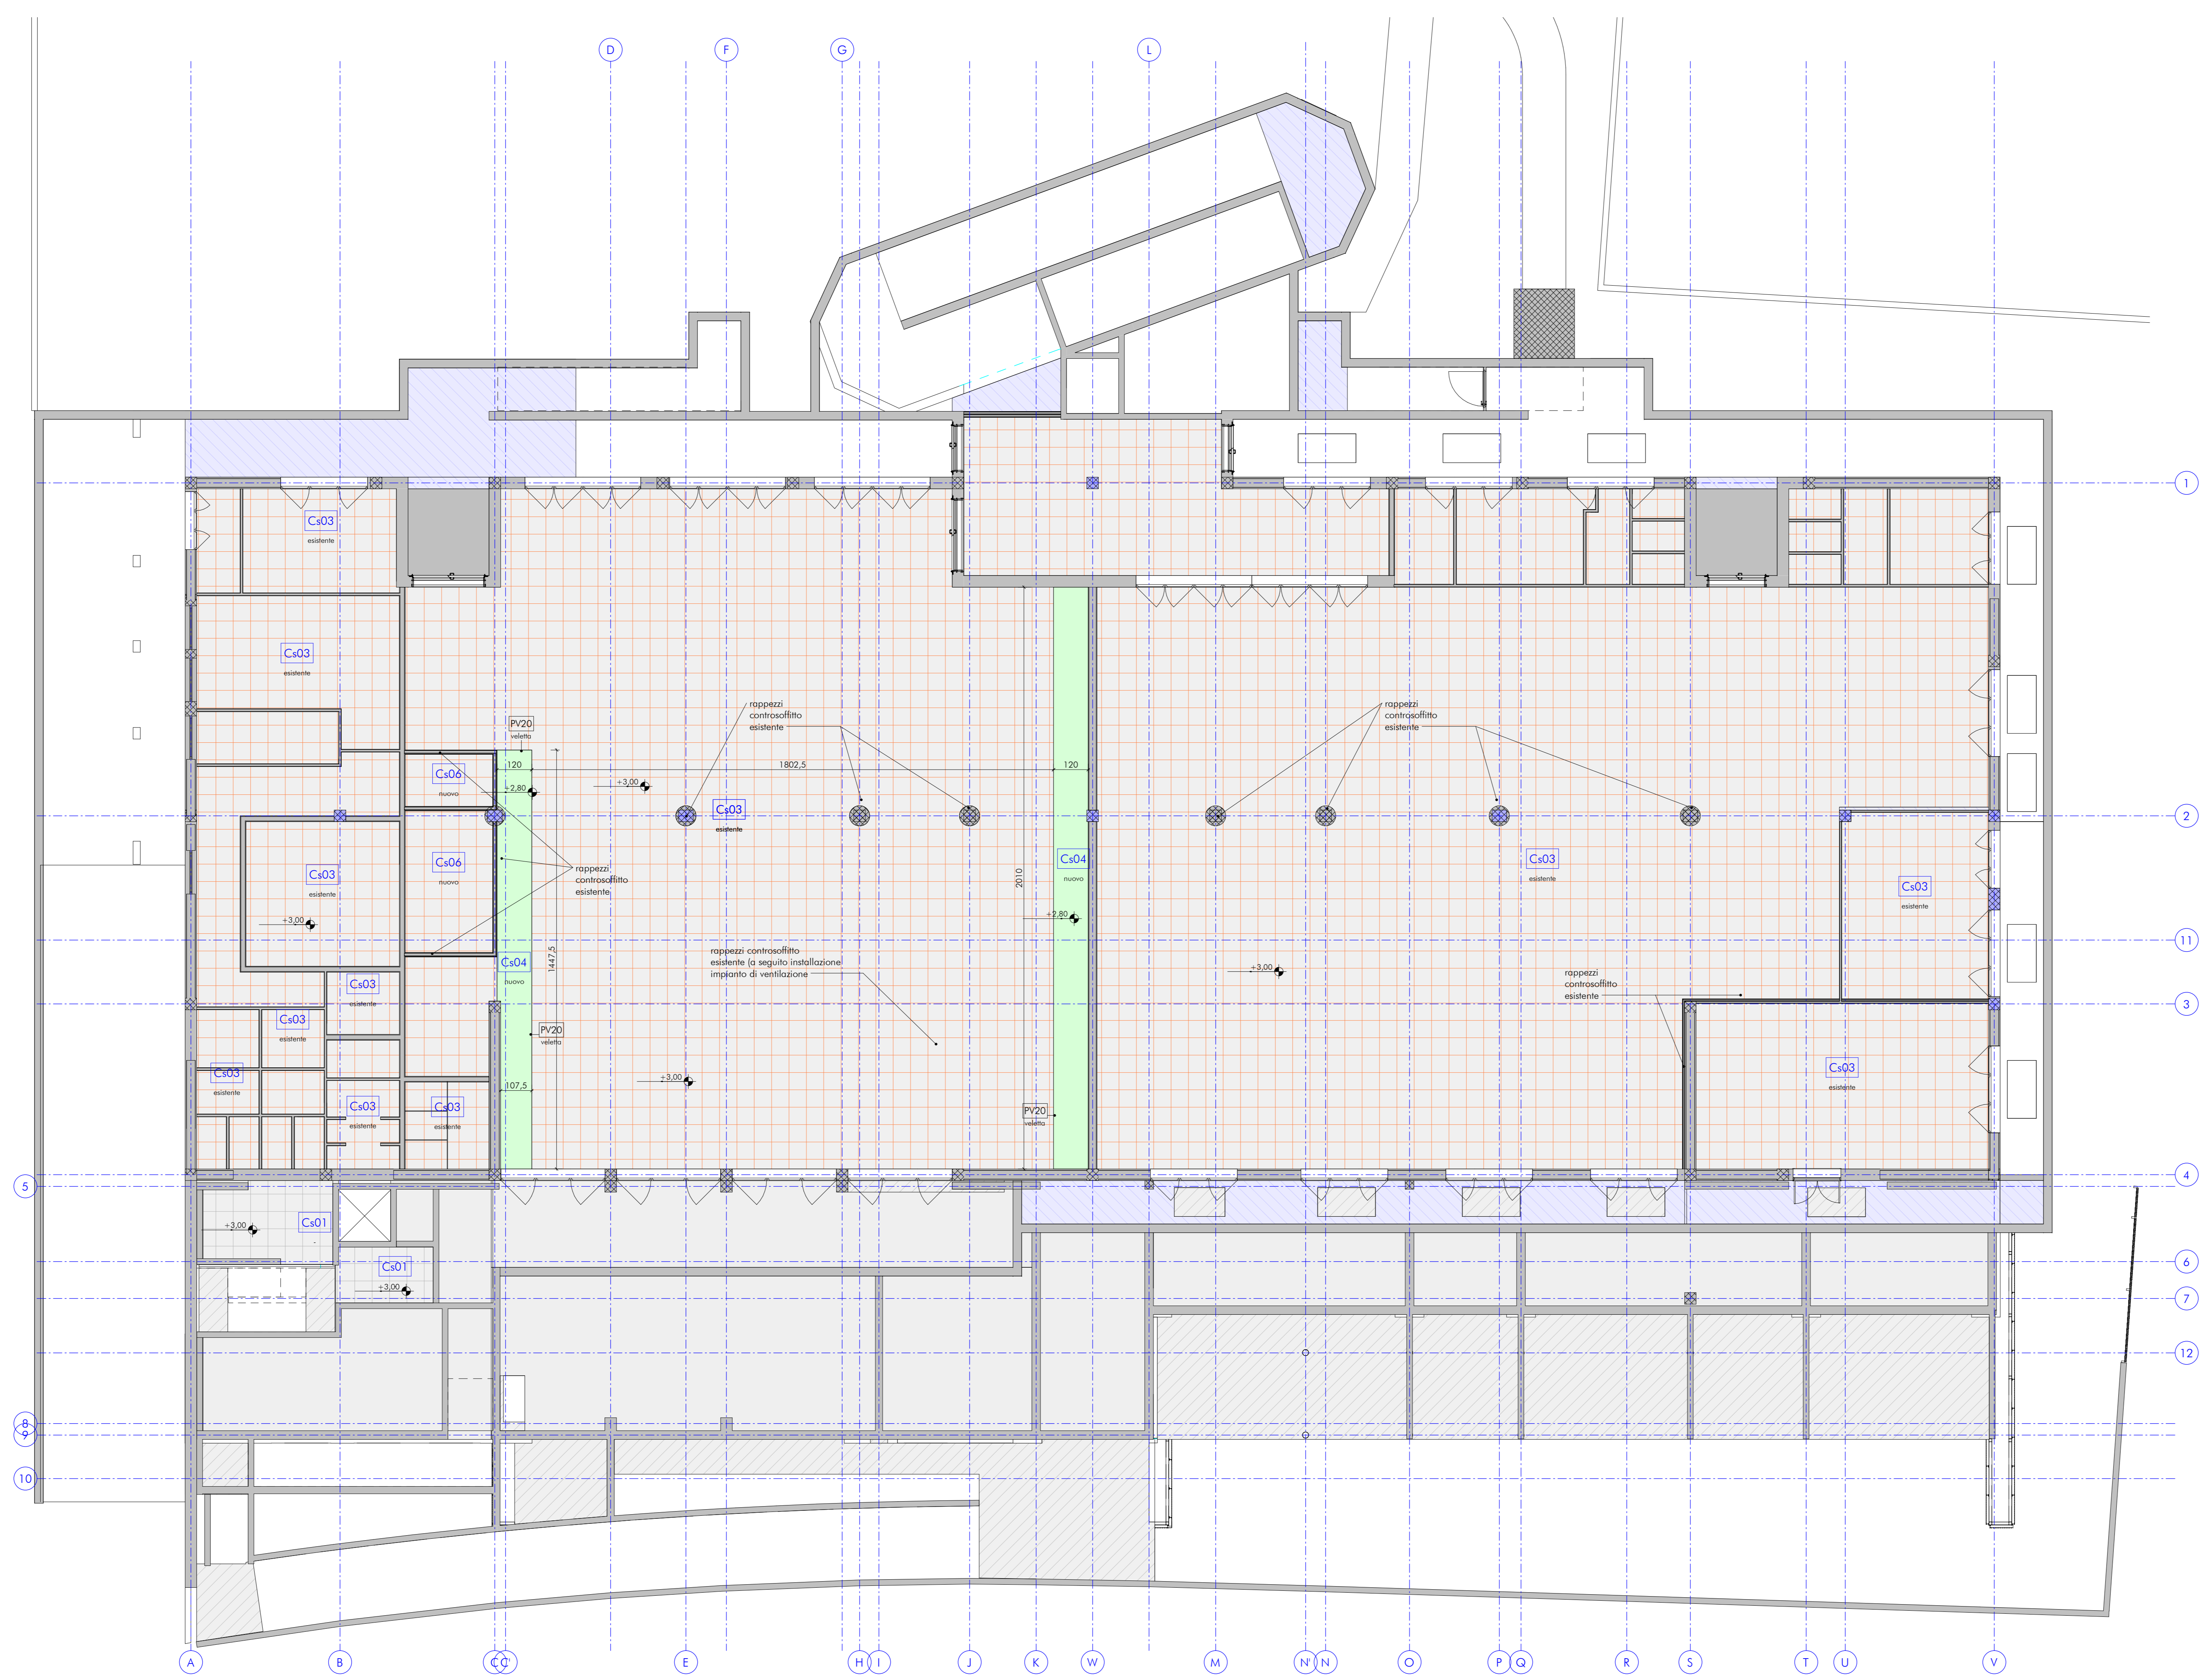 D
F
G
L
1
Cs03
esistente
Cs03
esistente
rappezzi
controsoffitto
esistente
rappezzi
controsoffitto
esistente
PV20
veletta
120
1802,5
120
Cs06
nuovo
+2,80
+3,00
Cs03
esistente
2
Cs06
nuovo
rappezzi
controsoffitto
esistente
Cs04
nuovo
Cs03
esistente
Cs03
esistente
Cs03
esistente
2010
+3,00
+2,80
11
1447,5
rappezzi controsoffitto
esistente (a seguito installazione
impianto di ventilazione
Cs04
nuovo
+3,00
rappezzi
controsoffitto
esistente
Cs03
esistente
3
Cs03
esistente
PV20
veletta
Cs03
esistente
Cs03
esistente
+3,00
107,5
Cs03
esistente
Cs03
esistente
PV20
veletta
4
5
+3,00
Cs01
-
6
Cs01
+3,00
7
12
8
9
10
A
B
C
C'
E
H
I
J
K
W
M
N'
N
O
P
Q
R
S
T
U
V